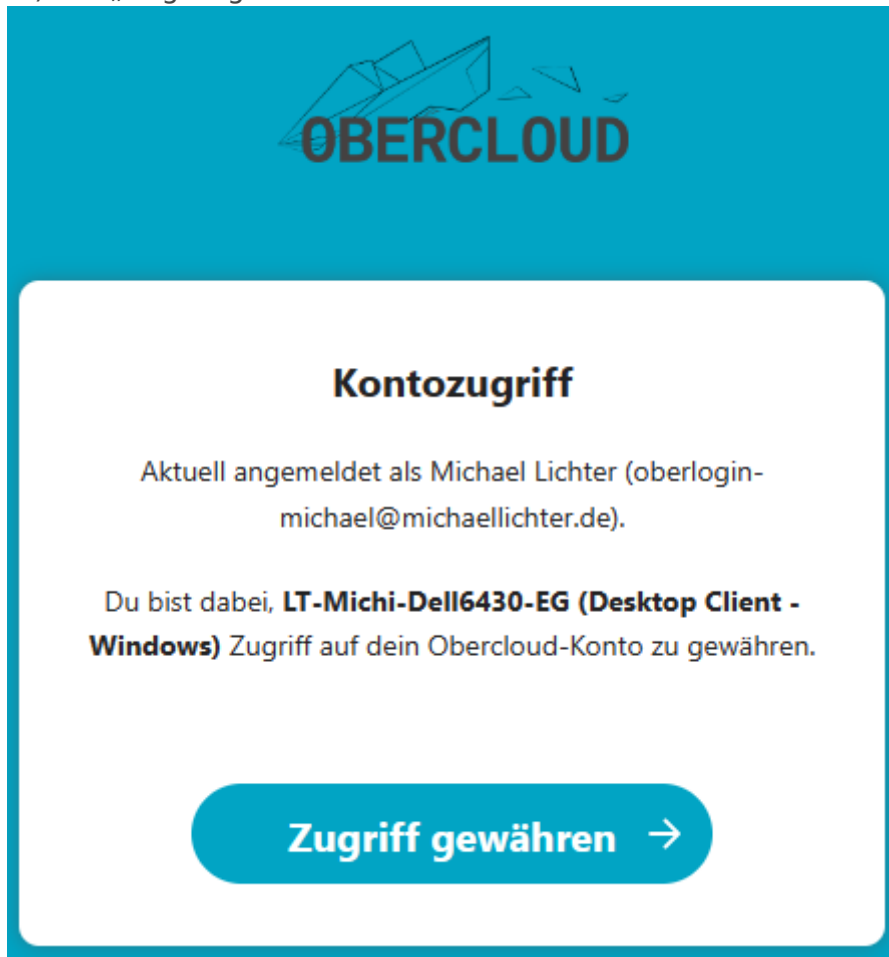 OBERCLOUD
Kontozugriff
Aktuell angemeldet als Michael Lichter (oberlogin-
michael@michaellichter.de).
Du bist dabei, LT-Michi-Dell6430-EG (Desktop Client -
Windows) Zugriff auf dein Obercloud-Konto zu gewähren.
Zugriff gewähren